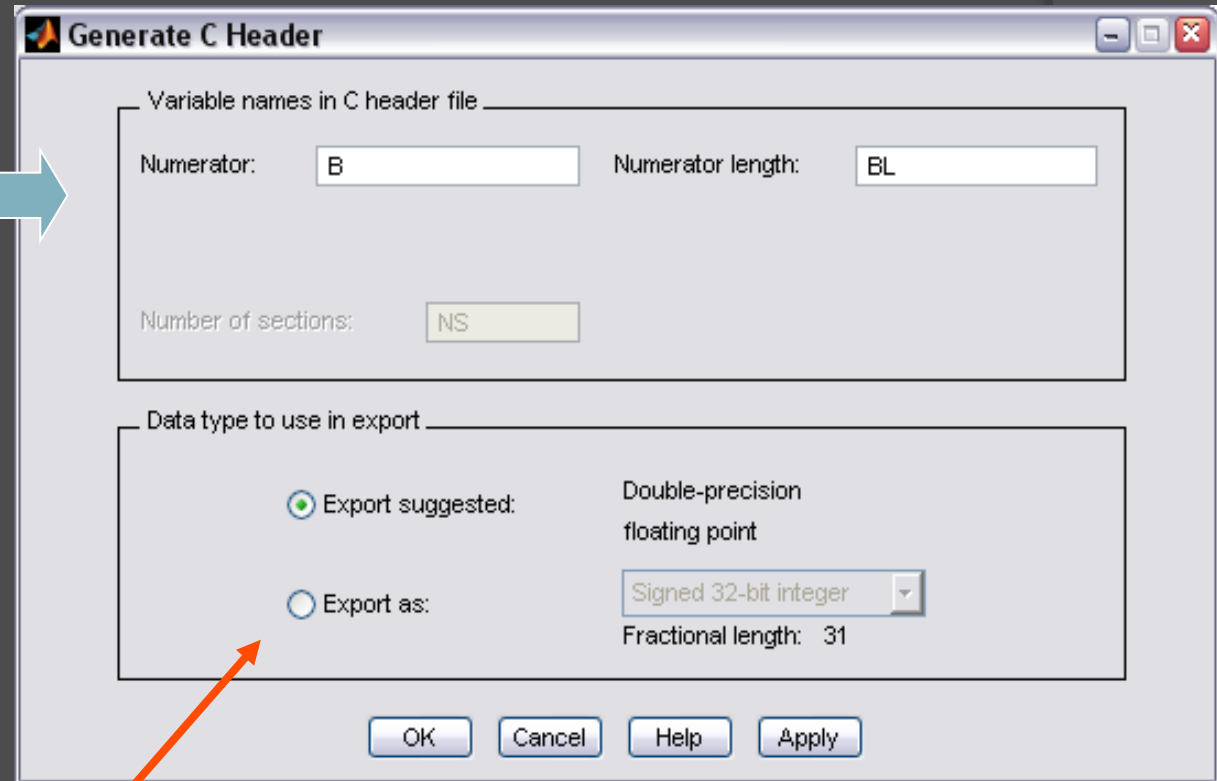 Generate C Header
Variable names in C header file
Numerator: B Numerator length: BL
Number of sections: NS
Data type to use in export
Export suggested: Double-precision
floating point
Export as: Signed 32-bit integer
Fractional length: 31
OK Cancel Help Apply